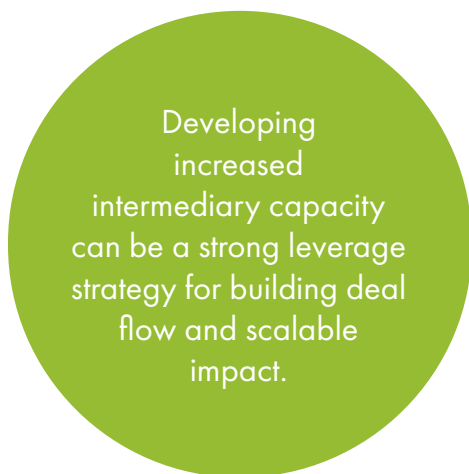 Developing
increased
intermediary capacity
can be a strong leverage
strategy for building deal
flow and scalable
impact.